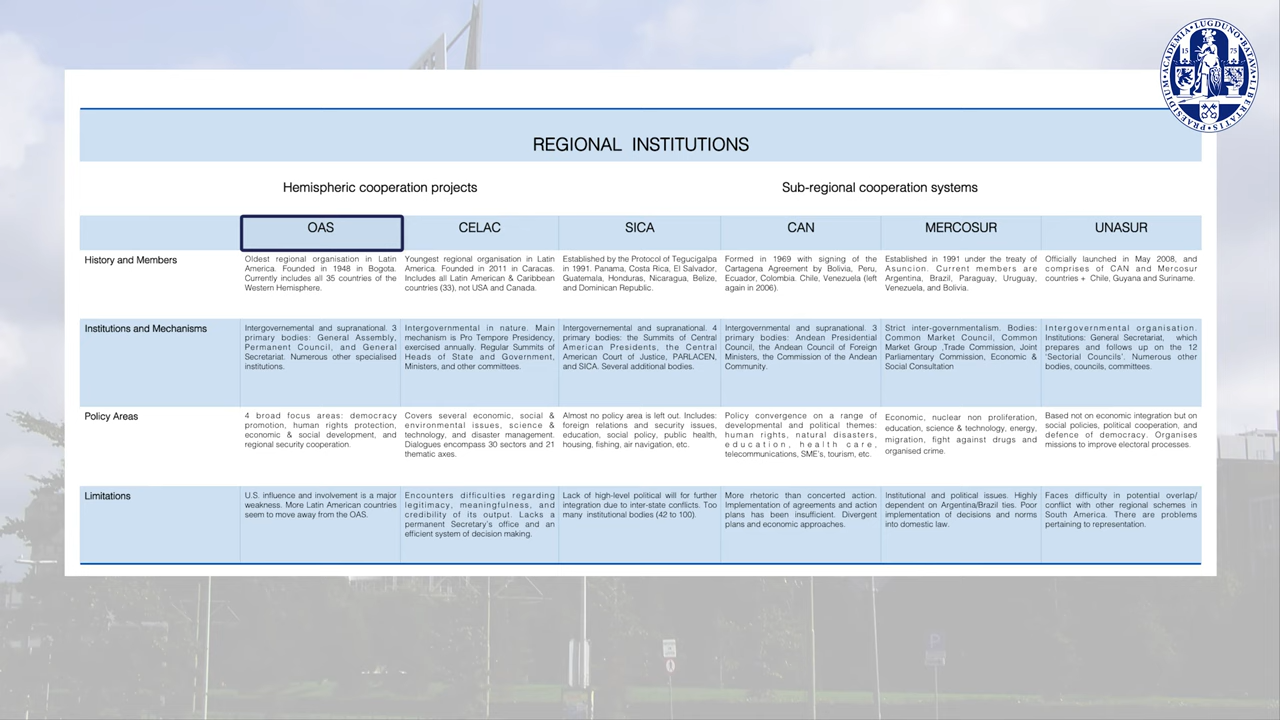 ACADEMIA · LUGDUNO · BATAVA · LIBERTATIS · PRAESIDIUM
15 75
REGIONAL INSTITUTIONS
Hemispheric cooperation projects
Sub-regional cooperation systems
OAS CELAC SICA CAN MERCOSUR UNASUR
History and Members
Oldest regional organisation in Latin
America. Founded in 1948 in Bogota.
Currently includes all 35 countries of the
Western Hemisphere.
Youngest regional organisation in Latin
America. Founded in 2011 in Caracas.
Includes all Latin American & Caribbean
countries (33), not USA and Canada.
Established by the Protocol of Tegucigalpa
in 1991. Panama, Costa Rica, El Salvador,
Guatemala, Honduras, Nicaragua, Belize,
and Dominican Republic.
Formed in 1969 with signing of the
Cartagena Agreement by Bolivia, Peru,
Ecuador, Colombia. Chile, Venezuela (left
again in 2006).
Established in 1991 under the treaty of
Asuncion. Current members are
Argentina, Brazil, Paraguay, Uruguay,
Venezuela, and Bolivia.
Officially launched in May 2008, and
comprises of CAN and Mercosur
countries + Chile, Guyana and Suriname.
Institutions and Mechanisms
Intergovernemental and supranational. 3
primary bodies: General Assembly,
Permanent Council, and General
Secretariat. Numerous other specialised
institutions.
Intergovernmental in nature. Main
mechanism is Pro Tempore Presidency,
exercised annually. Regular Summits of
Heads of State and Government,
Ministers, and other committees.
Intergovernemental and supranational. 4
primary bodies: the Summits of Central
American Presidents, the Central
American Court of Justice, PARLACEN,
and SICA. Several additional bodies.
Intergovernmental and supranational. 3
primary bodies: Andean Presidential
Council, the Andean Council of Foreign
Ministers, the Commission of the Andean
Community.
Strict inter-governmentalism. Bodies:
Common Market Council, Common
Market Group ,Trade Commission, Joint
Parliamentary Commission, Economic &
Social Consultation
Intergovernmental organisation.
Institutions: General Secretariat, which
prepares and follows up on the 12
‘Sectorial Councils’. Numerous other
bodies, councils, committees.
Policy Areas
4 broad focus areas: democracy
promotion, human rights protection,
economic & social development, and
regional security cooperation.
Covers several economic, social &
environmental issues, science &
technology, and disaster management.
Dialogues encompass 30 sectors and 21
thematic axes.
Almost no policy area is left out. Includes:
foreign relations and security issues,
education, social policy, public health,
housing, fishing, air navigation, etc.
Policy convergence on a range of
developmental and political themes:
human rights, natural disasters,
education, health care,
telecommunications, SME’s, tourism, etc.
Economic, nuclear non proliferation,
education, science & technology, energy,
migration, fight against drugs and
organised crime.
Based not on economic integration but on
social policies, political cooperation, and
defence of democracy. Organises
missions to improve electoral processes.
Limitations
U.S. influence and involvement is a major
weakness. More Latin American countries
seem to move away from the OAS.
Encounters difficulties regarding
legitimacy, meaningfulness, and
credibility of its output. Lacks a
permanent Secretary’s office and an
efficient system of decision making.
Lack of high-level political will for further
integration due to inter-state conflicts. Too
many institutional bodies (42 to 100).
More rhetoric than concerted action.
Implementation of agreements and action
plans has been insufficient. Divergent
plans and economic approaches.
Institutional and political issues. Highly
dependent on Argentina/Brazil ties. Poor
implementation of decisions and norms
into domestic law.
Faces difficulty in potential overlap/
conflict with other regional schemes in
South America. There are problems
pertaining to representation.